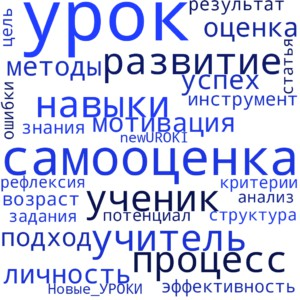 цель
урок
результат
оценка
статья
методы
развитие
успех
ошибки
навыки
инструмент
знания
мотивация
newUROKI
самооценка
рефлексия
ученик
критерии
возраст
анализ
задания
потенциал
структура
подход
учитель
личность
процесс
Новые_УРОКИ
эффективность